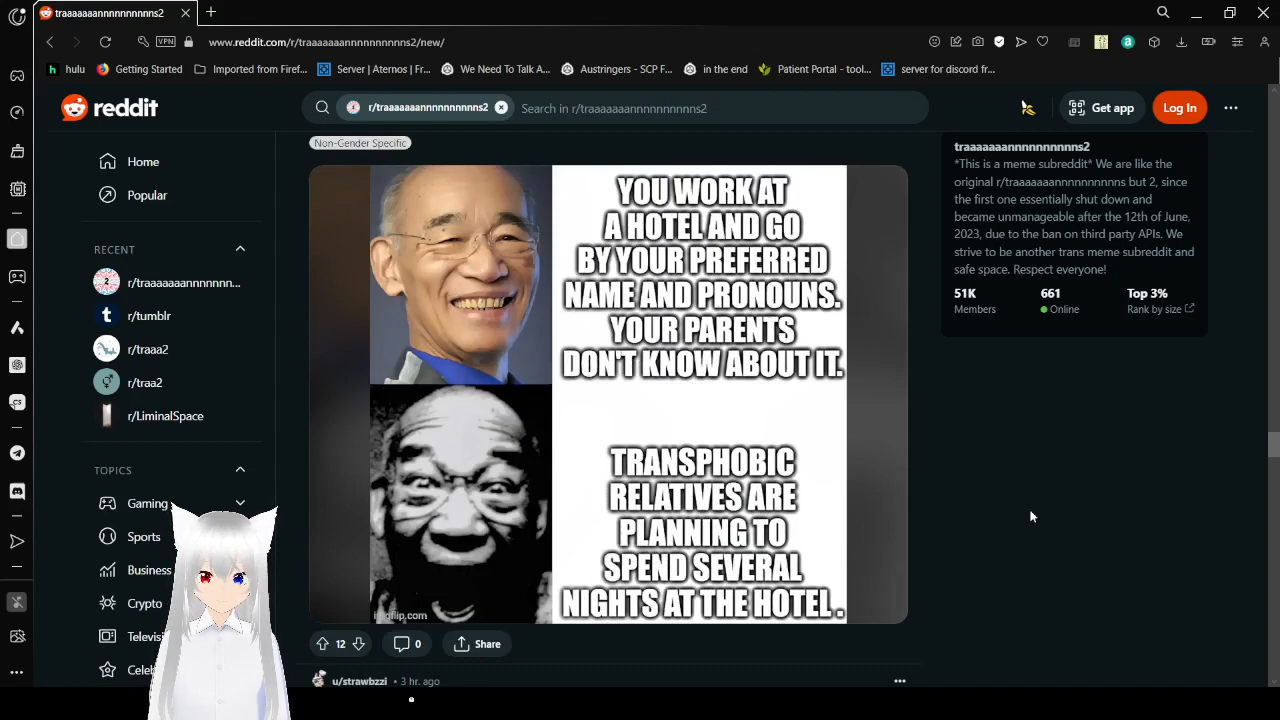 traaaaaaannnnnnnnnns2
VPN
www.reddit.com/r/traaaaaaannnnnnnnnns2/new/
hulu
Getting Started
Imported from Firef...
Server | Aternos | Fr...
We Need To Talk A...
Austringers - SCP F...
in the end
Patient Portal - tool...
server for discord fr...
reddit
r/traaaaaaannnnnnnnnns2
Search in r/traaaaaaannnnnnnnnns2
Get app
Log In
Home
Popular
RECENT
r/traaaaaaannnnnnn...
r/tumblr
r/traaa2
r/traa2
r/LiminalSpace
TOPICS
Gaming
Sports
Business
Crypto
Televisi
Celeb
Non-Gender Specific
YOU WORK AT
A HOTEL AND GO
BY YOUR PREFERRED
NAME AND PRONOUNS.
YOUR PARENTS
DON'T KNOW ABOUT IT.
TRANSPHOBIC
RELATIVES ARE
PLANNING TO
SPEND SEVERAL
NIGHTS AT THE HOTEL .
imgflip.com
12
0
Share
u/strawbzzi • 3 hr. ago
traaaaaaannnnnnnnnns2
*This is a meme subreddit* We are like the
original r/traaaaaaannnnnnnnnns but 2, since
the first one essentially shut down and
became unmanageable after the 12th of June,
2023, due to the ban on third party APIs. We
strive to be another trans meme subreddit and
safe space. Respect everyone!
51K
Members
661
Online
Top 3%
Rank by size